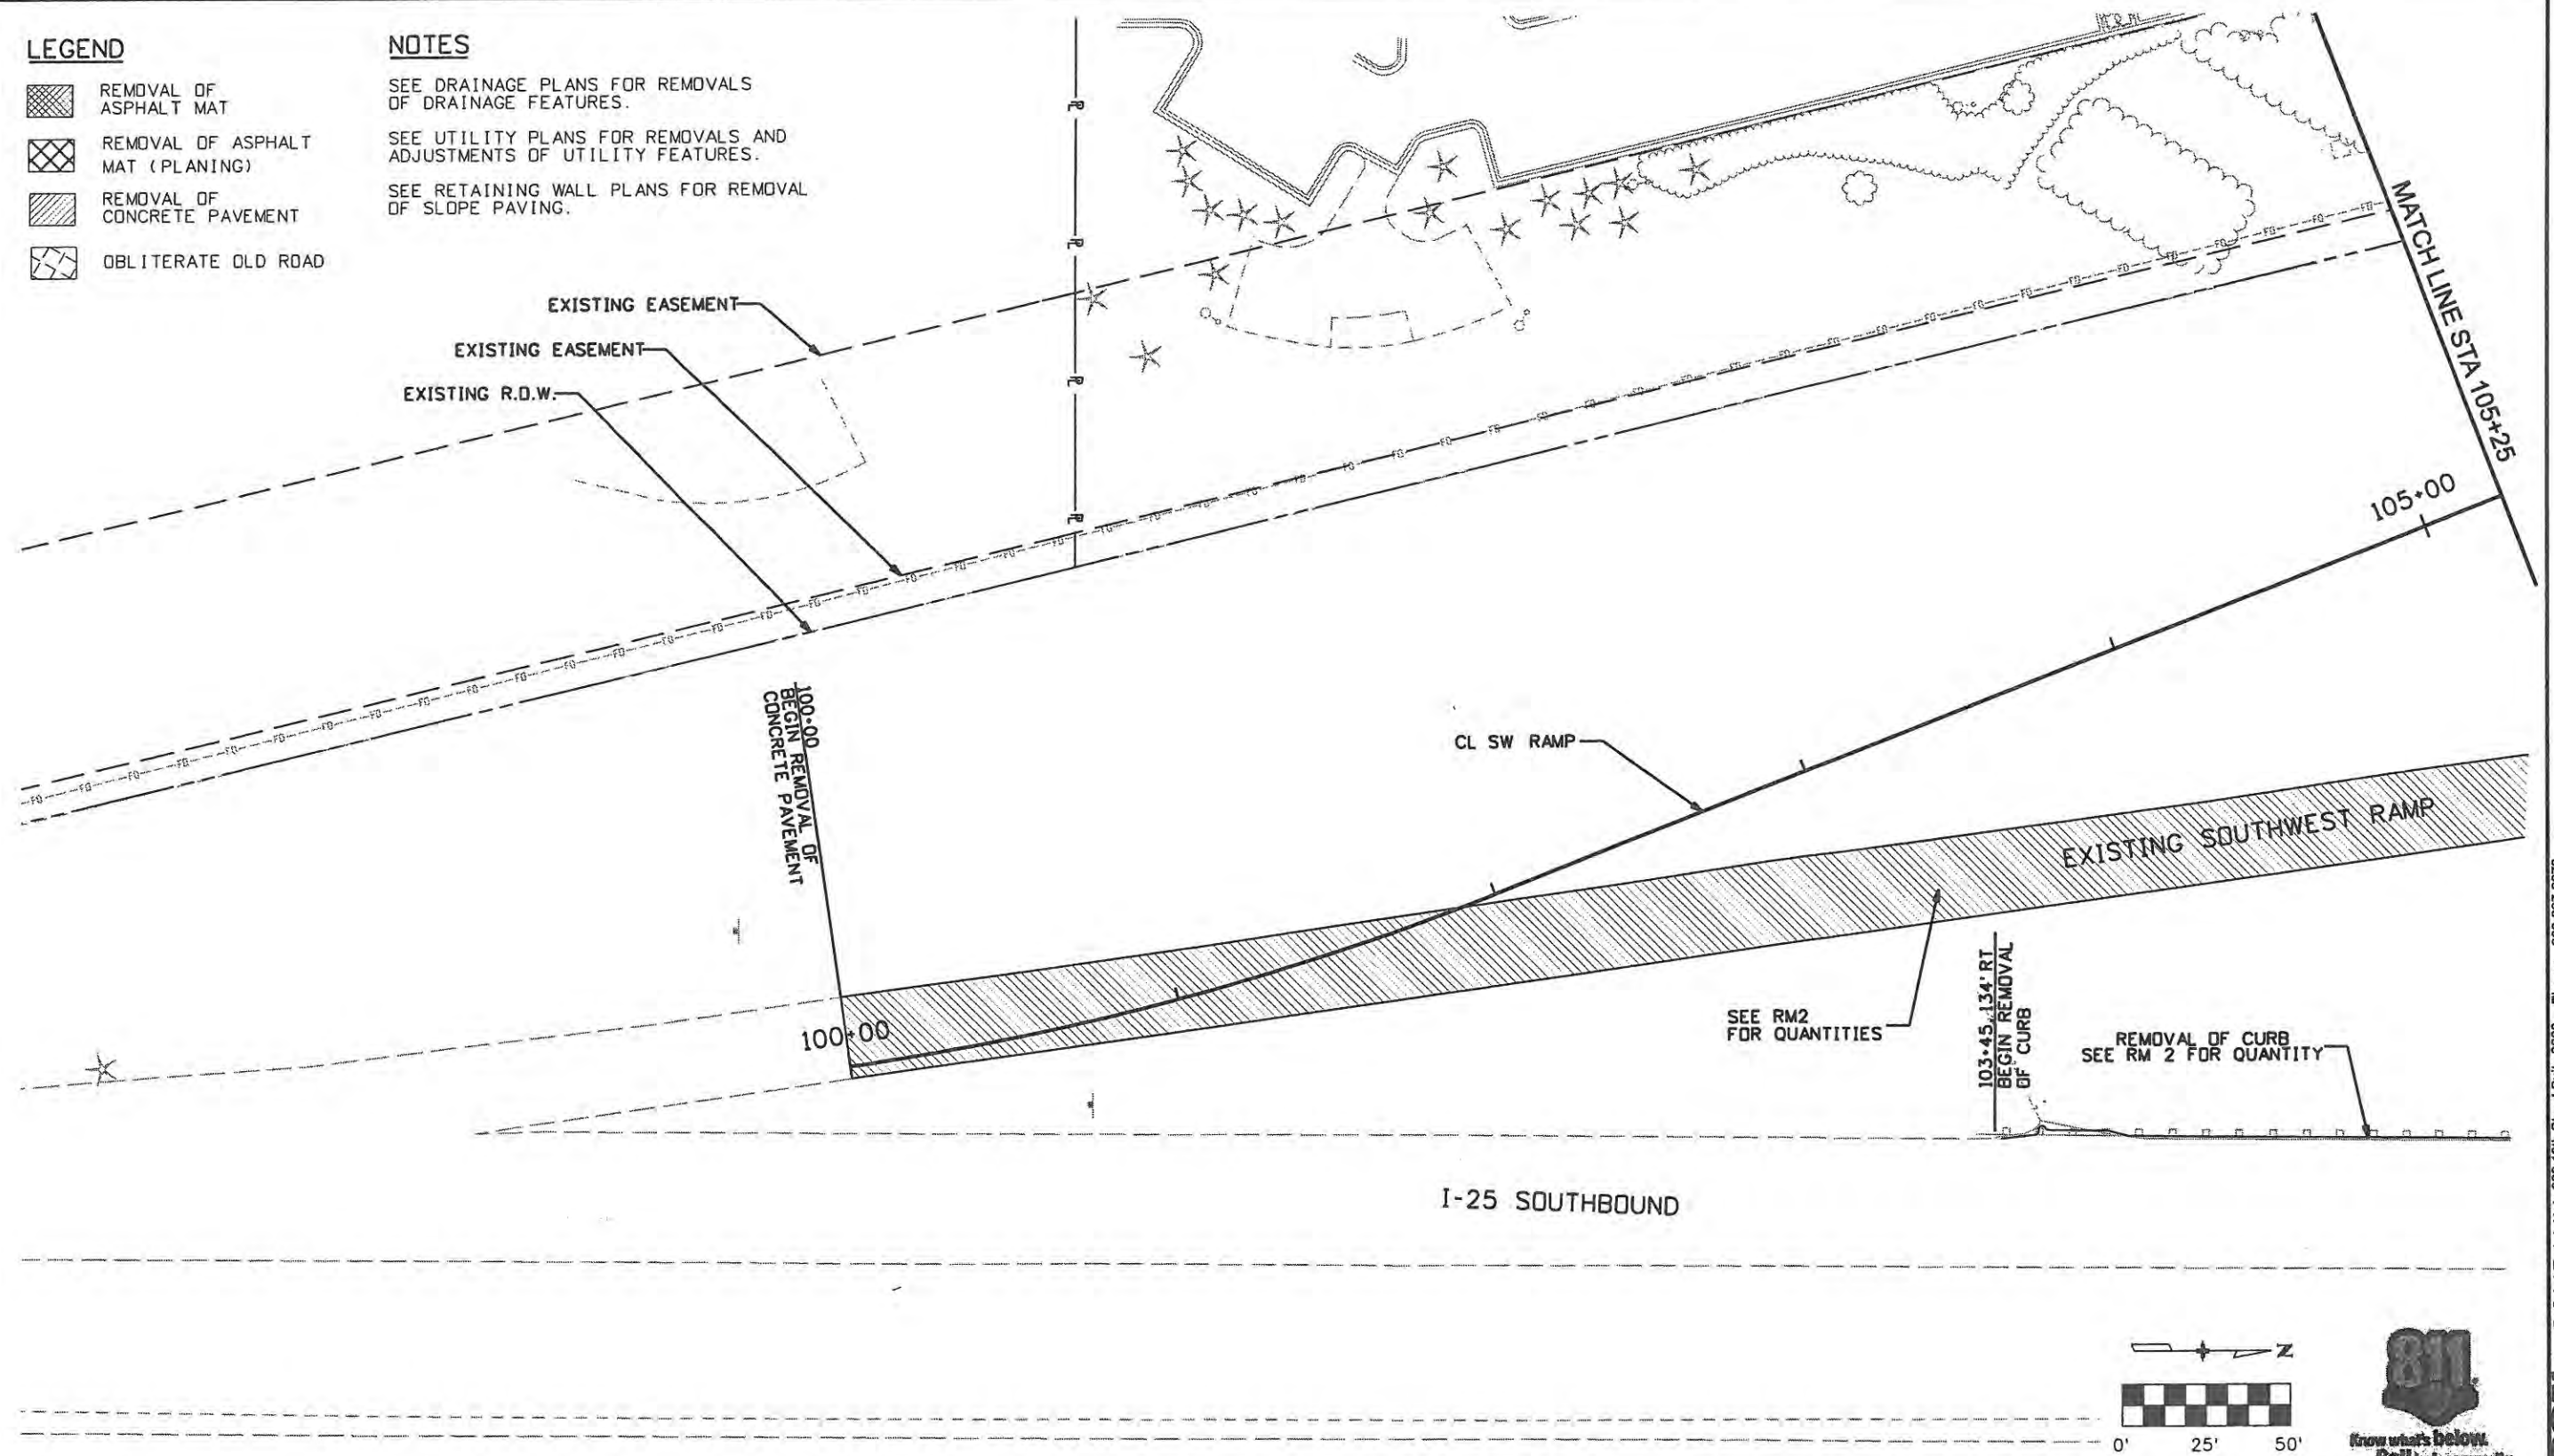 LEGEND
REMOVAL OF
ASPHALT MAT
REMOVAL OF ASPHALT
MAT (PLANING)
REMOVAL OF
CONCRETE PAVEMENT
OBLITERATE OLD ROAD
NOTES
SEE DRAINAGE PLANS FOR REMOVALS
OF DRAINAGE FEATURES.
SEE UTILITY PLANS FOR REMOVALS AND
ADJUSTMENTS OF UTILITY FEATURES.
SEE RETAINING WALL PLANS FOR REMOVAL
OF SLOPE PAVING.
EXISTING EASEMENT
EXISTING EASEMENT
EXISTING R.O.W.
MATCH LINE STA 105+25
105+00
100+00
BEGIN REMOVAL OF
CONCRETE PAVEMENT
CL SW RAMP
EXISTING SOUTHWEST RAMP
100+00
SEE RM2
FOR QUANTITIES
103+45, 134' RT
BEGIN REMOVAL
OF CURB
REMOVAL OF CURB
SEE RM 2 FOR QUANTITY
I-25 SOUTHBOUND
Z
0' 25' 50'
811
Know what's below.